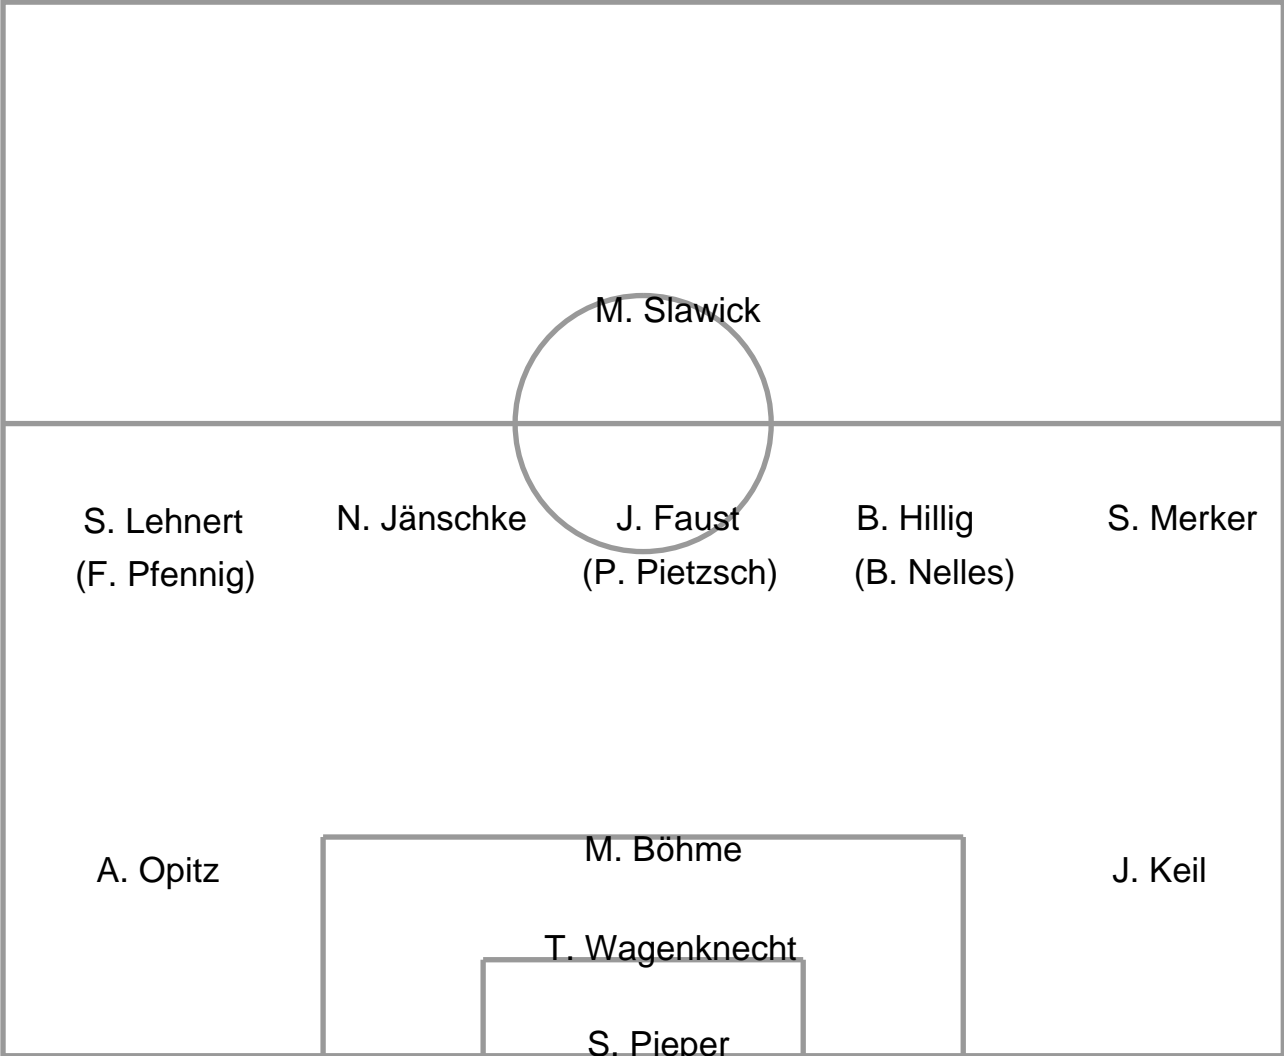 M. Slawick
S. Lehnert
N. Jänschke
J. Faust
B. Hillig
S. Merker
(F. Pfennig)
(P. Pietzsch)
(B. Nelles)
M. Böhme
A. Opitz
J. Keil
T. Wagenknecht
S. Pieper